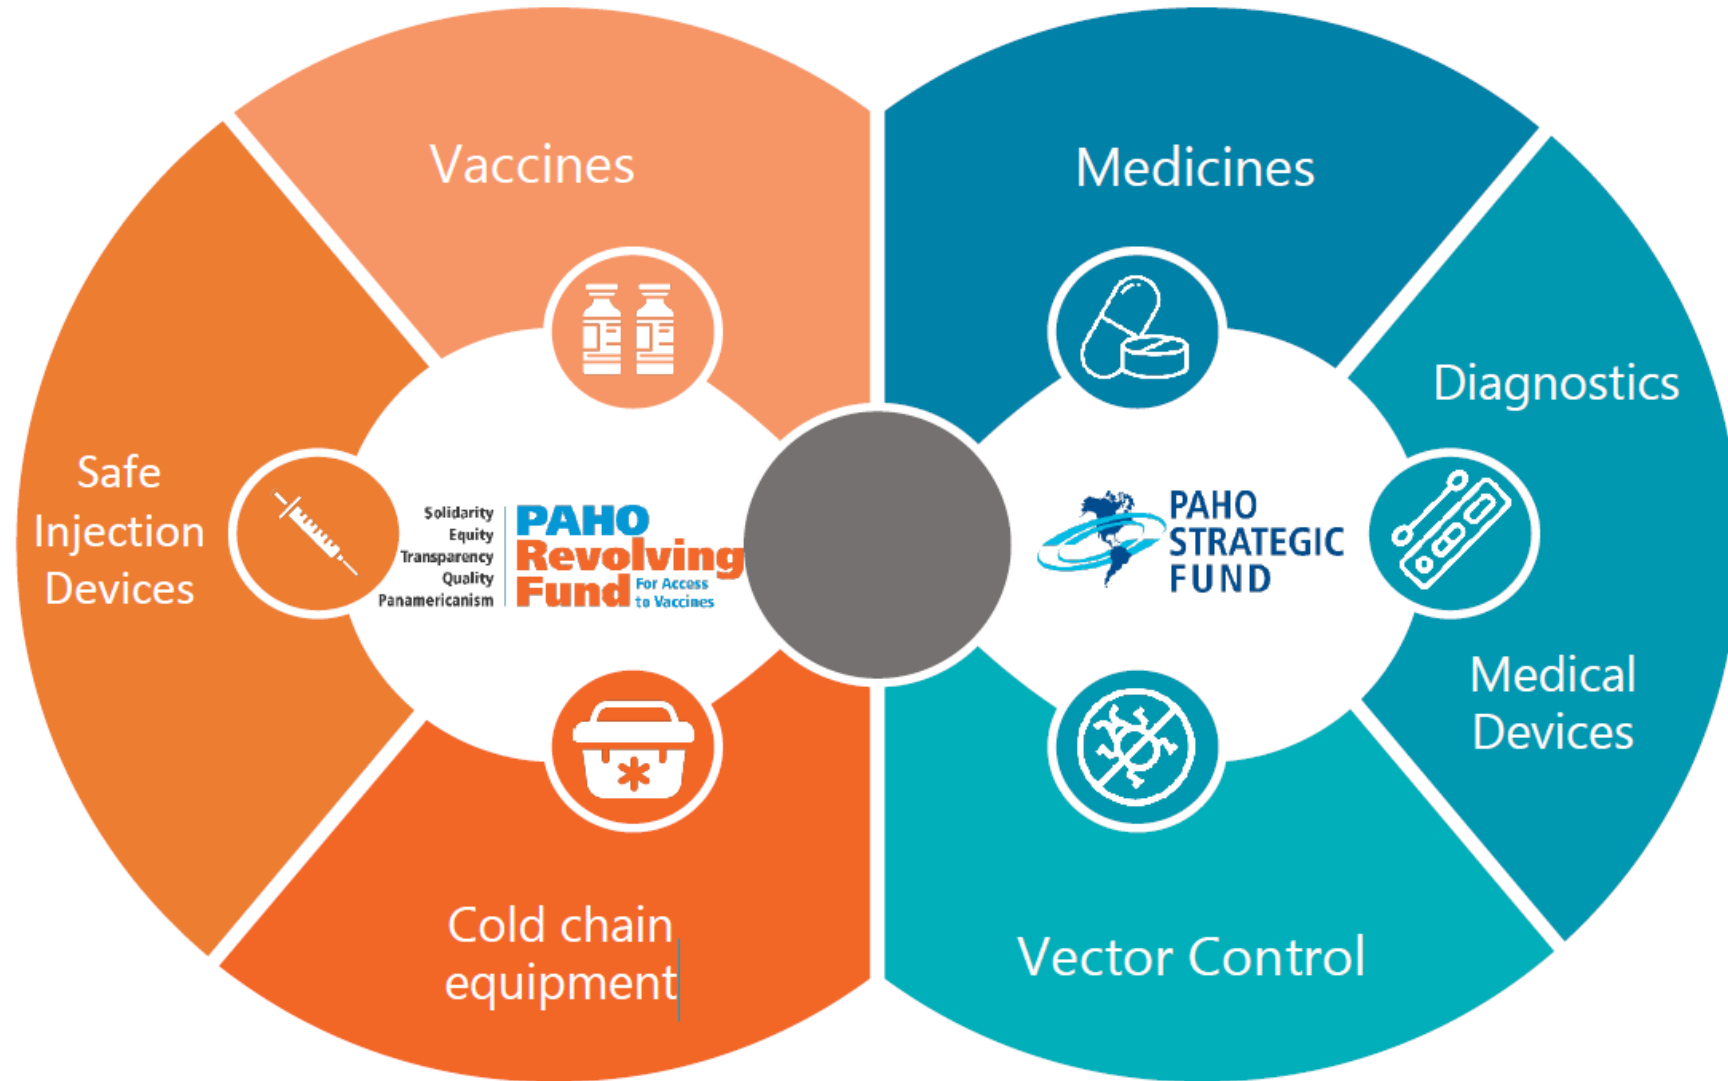 Vaccines
Medicines
Diagnostics
Safe
Injection
Devices
Solidarity
Equity
Transparency
Quality
Panamericanism
PAHO
Revolving
Fund
For Access
to Vaccines
PAHO
STRATEGIC
FUND
Medical
Devices
Cold chain
equipment
Vector Control